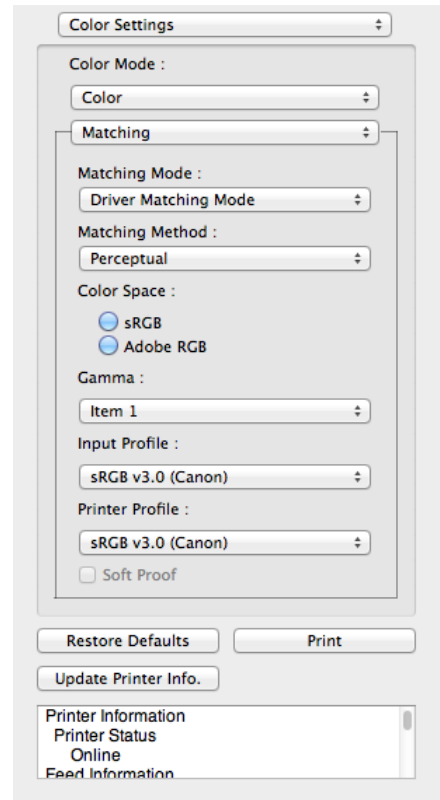 Color Settings
Color Mode :
Color
Matching
Matching Mode :
Driver Matching Mode
Matching Method :
Perceptual
Color Space :
sRGB
Adobe RGB
Gamma :
Item 1
Input Profile :
sRGB v3.0 (Canon)
Printer Profile :
sRGB v3.0 (Canon)
Soft Proof
Restore Defaults Print
Update Printer Info.
Printer Information
Printer Status
Online
Feed Information